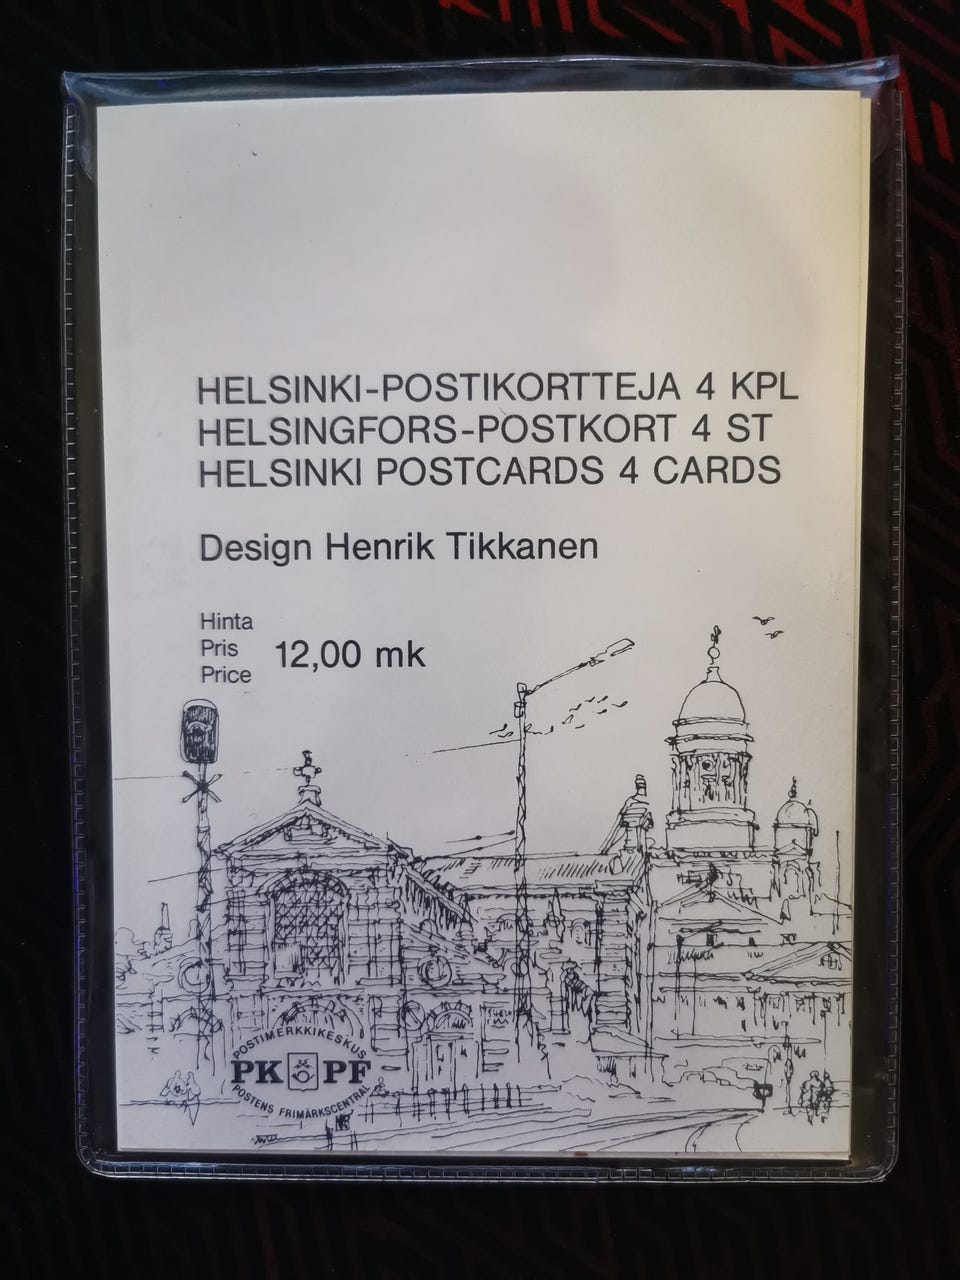 HELSINKI-POSTIKORTTEJA 4 KPL
HELSINGFORS-POSTKORT 4 ST
HELSINKI POSTCARDS 4 CARDS
Design Henrik Tikkanen
Hinta
Pris
Price
12,00 mk
POSTIMERKKIKESKUS
PK PF
POSTENS FRIMÄRKSCENTRAL